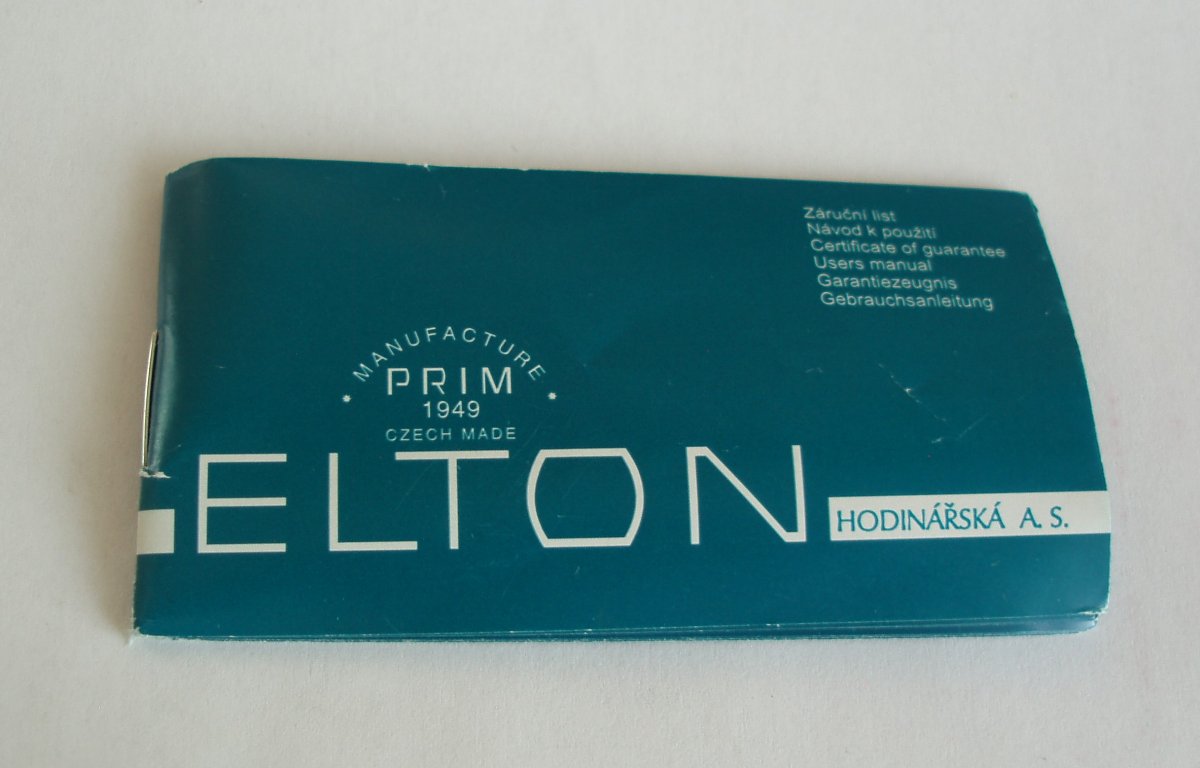 Záruční list
Návod k použití
Certificate of guarantee
Users manual
Garantiezeugnis
Gebrauchsanleitung
MANUFACTURE
PRIM
1949
CZECH MADE
ELTON
HODINÁŘSKÁ A. S.